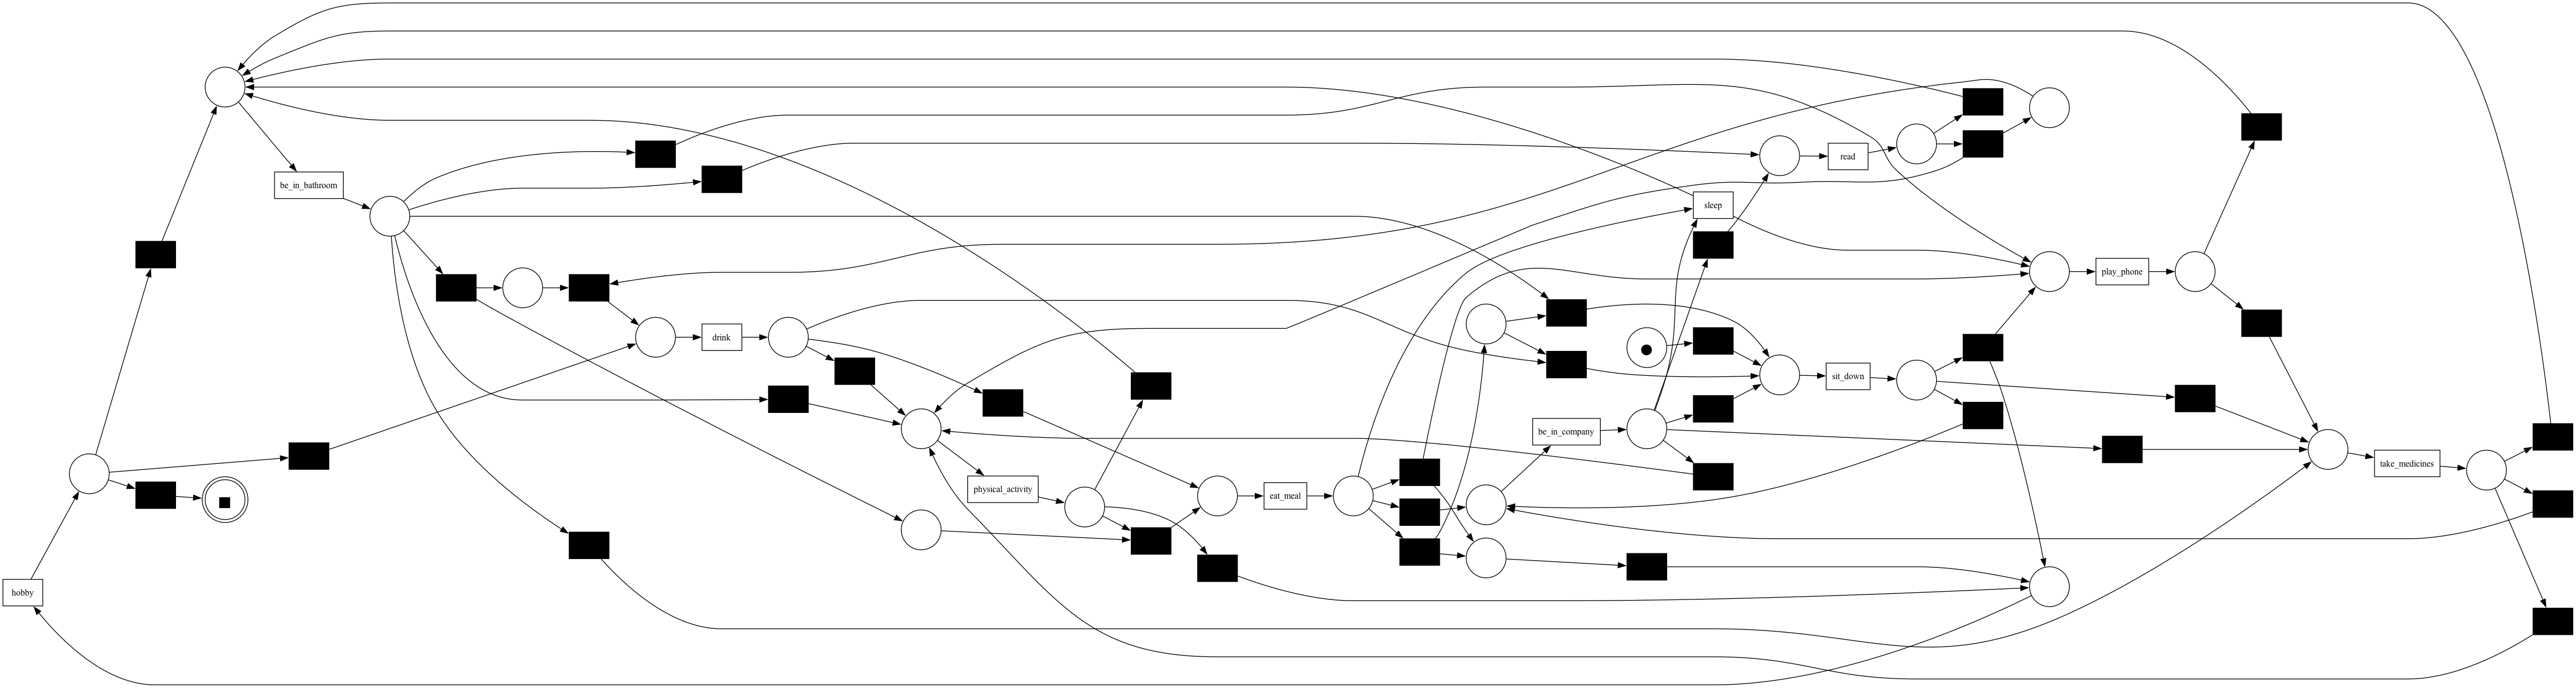 be_in_bathroom
read
sleep
play_phone
drink
sit_down
be_in_company
take_medicines
physical_activity
eat_meal
hobby